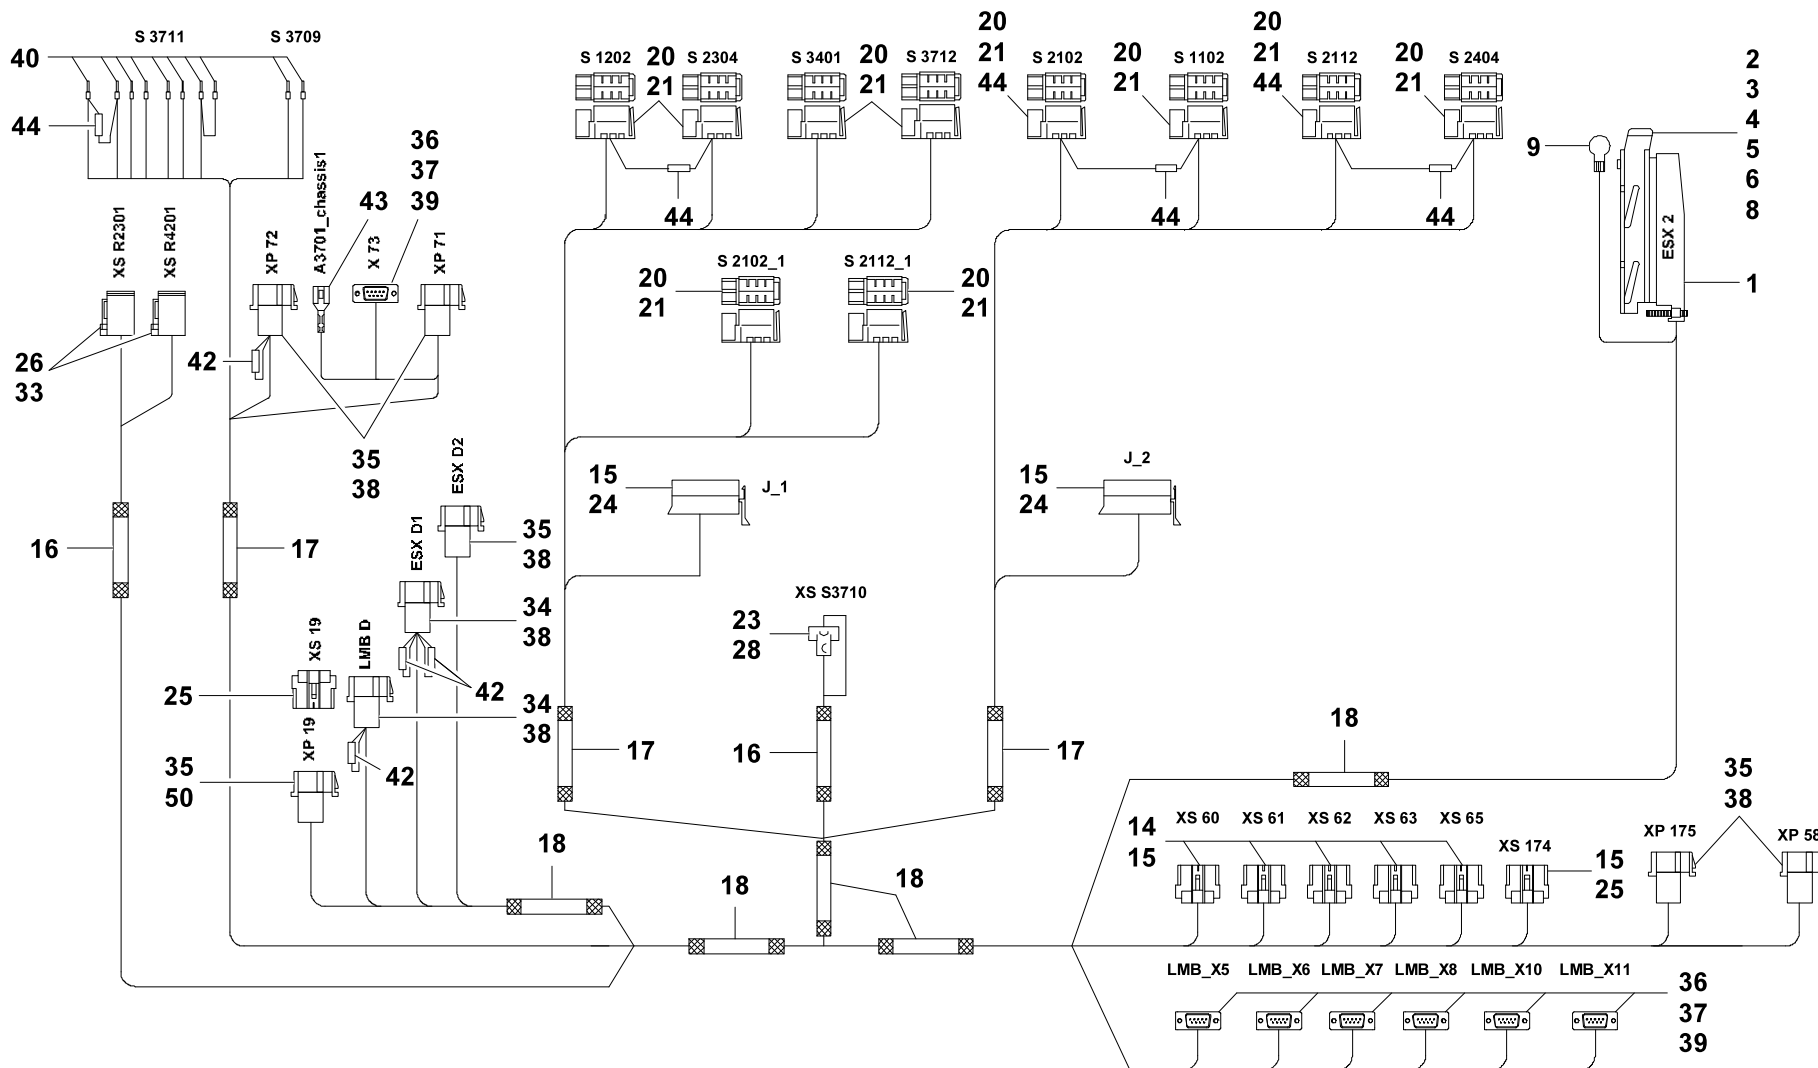 S 3711
S 3709
40
44
S 1202
20
21
S 2304
S 3401
20
21
S 3712
20
21
44
S 2102
20
21
S 1102
20
21
44
S 2112
20
21
S 2404
2
3
4
5
6
8
9
ESX 2
1
44
44
44
36
37
39
43
XS R2301
XS R4201
XP 72
A3701_chassis1
X 73
XP 71
26
33
42
35
38
S 2102_1
20
21
S 2112_1
20
21
15
24
J_1
15
24
J_2
16
17
ESX D2
35
38
ESX D1
34
38
42
XS 19
25
LMB D
34
38
42
XP 19
35
50
XS S3710
23
28
17
16
17
18
18
18
18
14
15
XS 60
XS 61
XS 62
XS 63
XS 65
XS 174
15
25
XP 175
35
38
XP 58
LMB_X5
LMB_X6
LMB_X7
LMB_X8
LMB_X10
LMB_X11
36
37
39